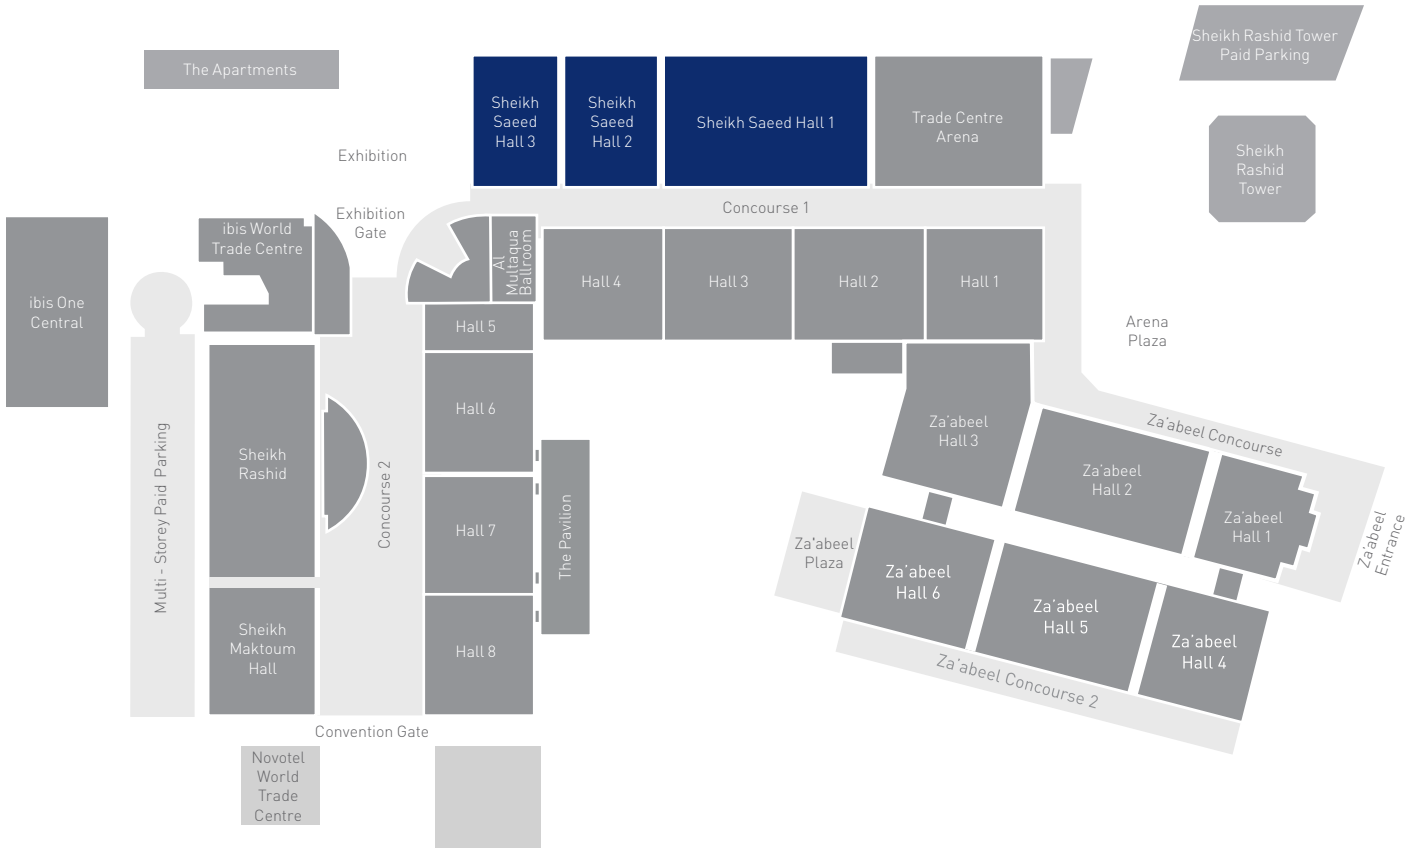 Sheikh Rashid Tower
Paid Parking
The Apartments
Sheikh
Saeed
Hall 3
Sheikh
Saeed
Hall 2
Sheikh Saeed Hall 1
Trade Centre
Arena
Sheikh
Rashid
Tower
Exhibition
Exhibition
Gate
Concourse 1
ibis World
Trade Centre
Al
Multaqua
Ballroom
Hall 4
Hall 3
Hall 2
Hall 1
ibis One
Central
Hall 5
Arena
Plaza
Hall 6
Za'abeel
Hall 3
Za'abeel Concourse
Multi - Storey Paid Parking
Sheikh
Rashid
Concourse 2
Za'abeel
Hall 2
Za'abeel
Hall 1
Za'abeel
Entrance
Hall 7
The Pavilion
Za'abeel
Plaza
Za'abeel
Hall 6
Za'abeel
Hall 5
Za'abeel
Hall 4
Sheikh
Maktoum
Hall
Hall 8
Za'abeel Concourse 2
Convention Gate
Novotel
World
Trade
Centre